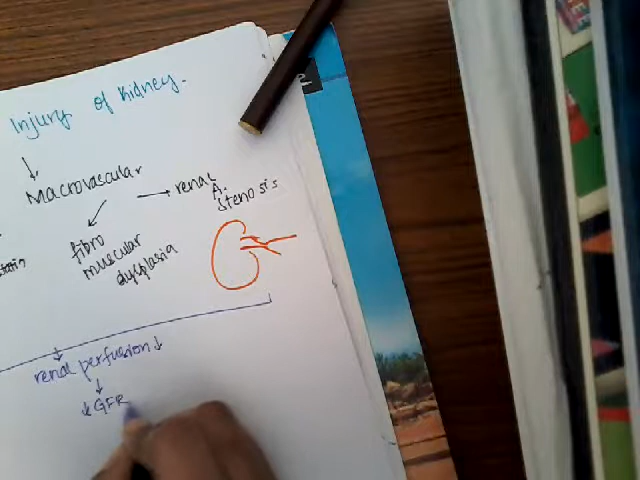 Injury of Kidney.
↓
Macrovascular
→ renal
A.
stenosis
fibro
muscular
dysplasia
renal perfusion ↓
↓
↓ GFR